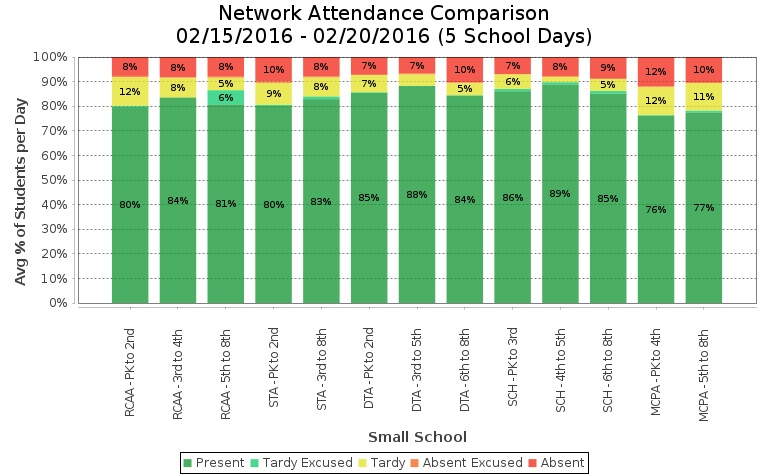 Network Attendance Comparison
02/15/2016 - 02/20/2016 (5 School Days)
Avg % of Students per Day
100%
90%
80%
70%
60%
50%
40%
30%
20%
10%
0%
8% 8% 8% 10% 8% 7% 7% 10% 7% 8% 9% 12% 10%
12% 8% 5% 9% 8% 7% 5% 6% 5% 12% 11%
6%
80% 84% 81% 80% 83% 85% 88% 84% 86% 89% 85% 76% 77%
RCAA - PK to 2nd
RCAA - 3rd to 4th
RCAA - 5th to 8th
STA - PK to 2nd
STA - 3rd to 8th
DTA - PK to 2nd
DTA - 3rd to 5th
DTA - 6th to 8th
SCH - PK to 3rd
SCH - 4th to 5th
SCH - 6th to 8th
MCPA - PK to 4th
MCPA - 5th to 8th
Small School
Present Tardy Excused Tardy Absent Excused Absent